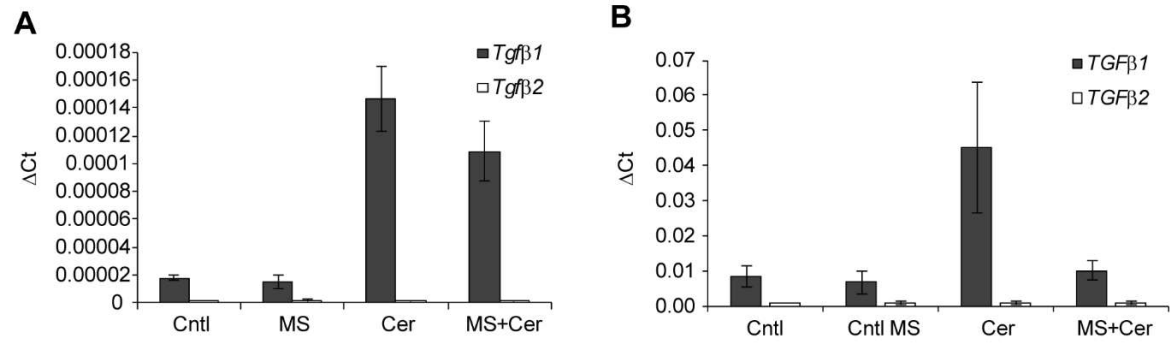 A
ΔCt
0.00018
0.00016
0.00014
0.00012
0.0001
0.00008
0.00006
0.00004
0.00002
0
Tgfβ1
Tgfβ2
Cntl MS Cer MS+Cer
B
ΔCt
0.07
0.06
0.05
0.04
0.03
0.02
0.01
0.00
TGFβ1
TGFβ2
Cntl Cntl MS Cer MS+Cer